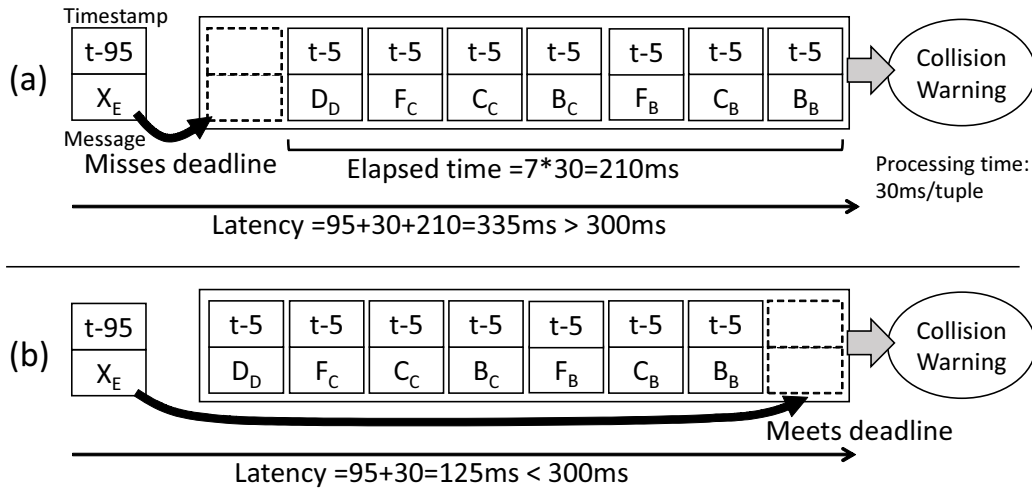 Timestamp
t-95 t-5 t-5 t-5 t-5 t-5 t-5 t-5
(a)
X_E D_D F_C C_C B_C F_B C_B B_B
Collision
Warning
Message
Misses deadline
Elapsed time =7*30=210ms
Processing time:
30ms/tuple
Latency =95+30+210=335ms > 300ms
t-95 t-5 t-5 t-5 t-5 t-5 t-5 t-5
(b)
X_E D_D F_C C_C B_C F_B C_B B_B
Collision
Warning
Meets deadline
Latency =95+30=125ms < 300ms